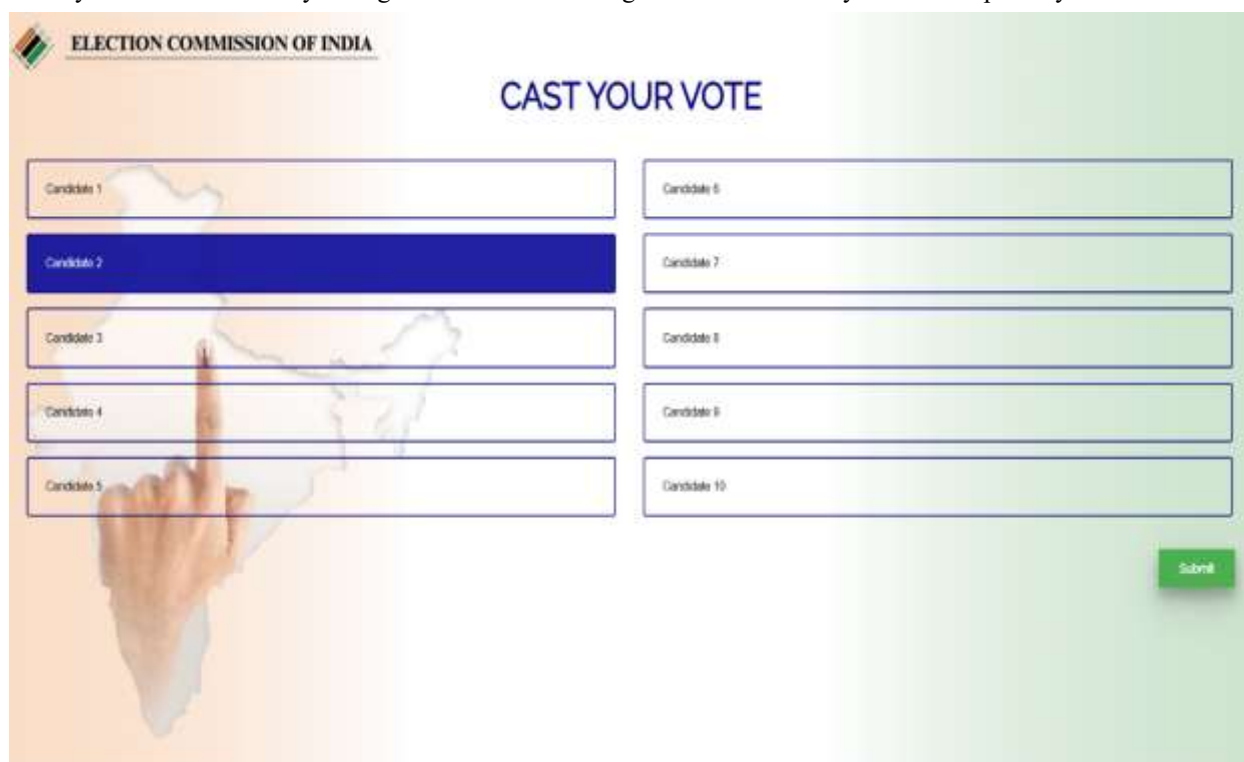 ELECTION COMMISSION OF INDIA
CAST YOUR VOTE
Candidate 1
Candidate 2
Candidate 3
Candidate 4
Candidate 5
Candidate 6
Candidate 7
Candidate 8
Candidate 9
Candidate 10
Submit